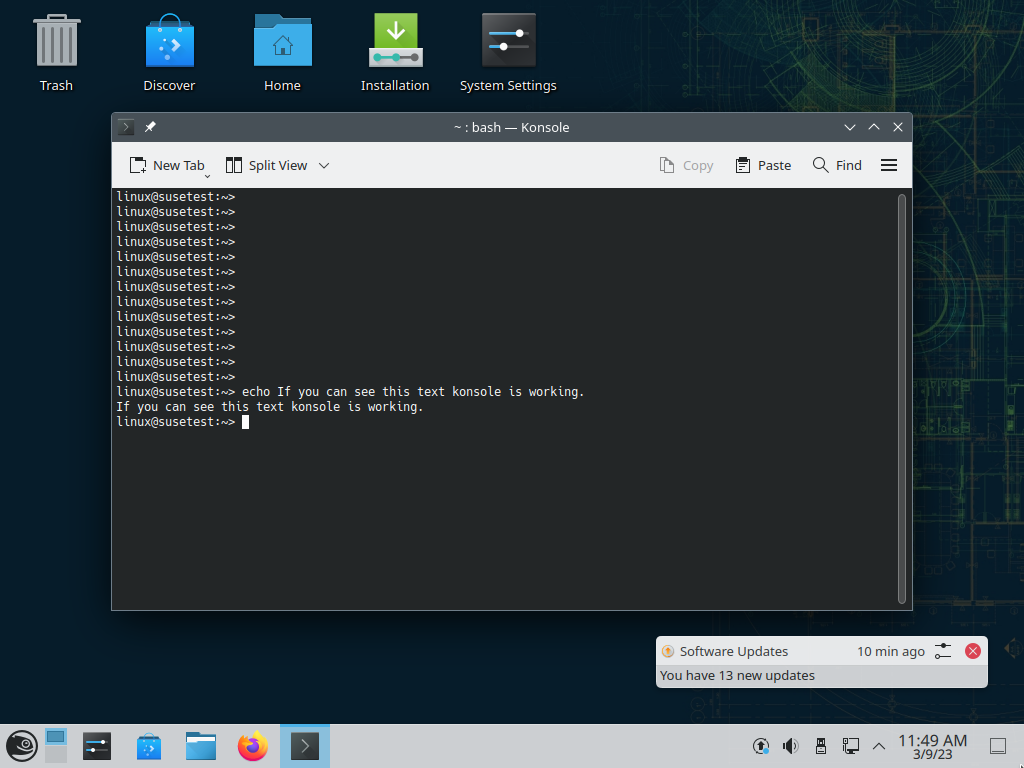 Trash
Discover
Home
Installation
System Settings
~ : bash — Konsole
New Tab
Split View
Copy
Paste
Find
linux@susetest:~>
linux@susetest:~>
linux@susetest:~>
linux@susetest:~>
linux@susetest:~>
linux@susetest:~>
linux@susetest:~>
linux@susetest:~>
linux@susetest:~>
linux@susetest:~>
linux@susetest:~>
linux@susetest:~>
linux@susetest:~>
linux@susetest:~> echo If you can see this text konsole is working.
If you can see this text konsole is working.
linux@susetest:~>
Software Updates
10 min ago
You have 13 new updates
11:49 AM
3/9/23